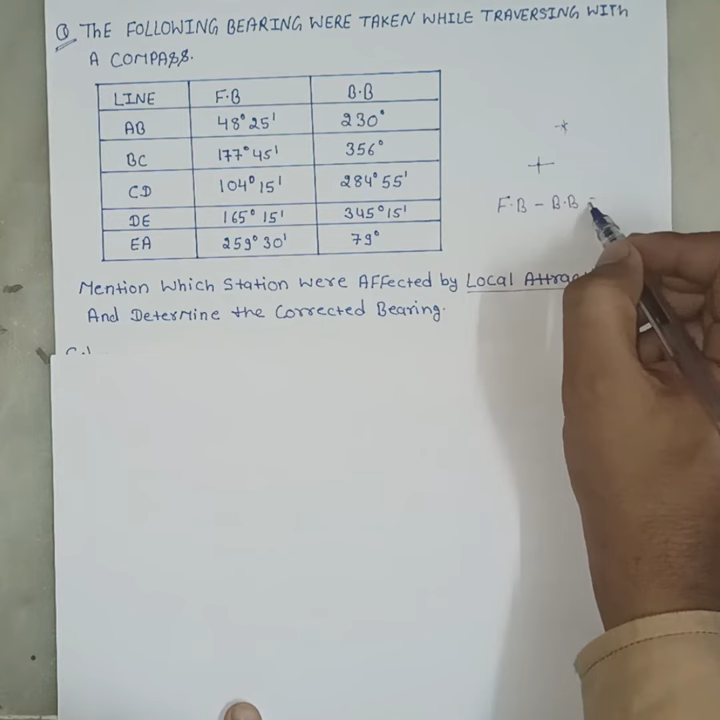 Q THE FOLLOWING BEARING WERE TAKEN WHILE TRAVERSING WITH
A COMPASS.
LINE F.B B.B
AB 48°25' 230°
BC 177°45' 356°
CD 104°15' 284°55'
DE 165°15' 345°15'
EA 259°30' 79°
F.B - B.B =
Mention Which Station Were AFFected by Local
And Determine the Corrected Bearing.